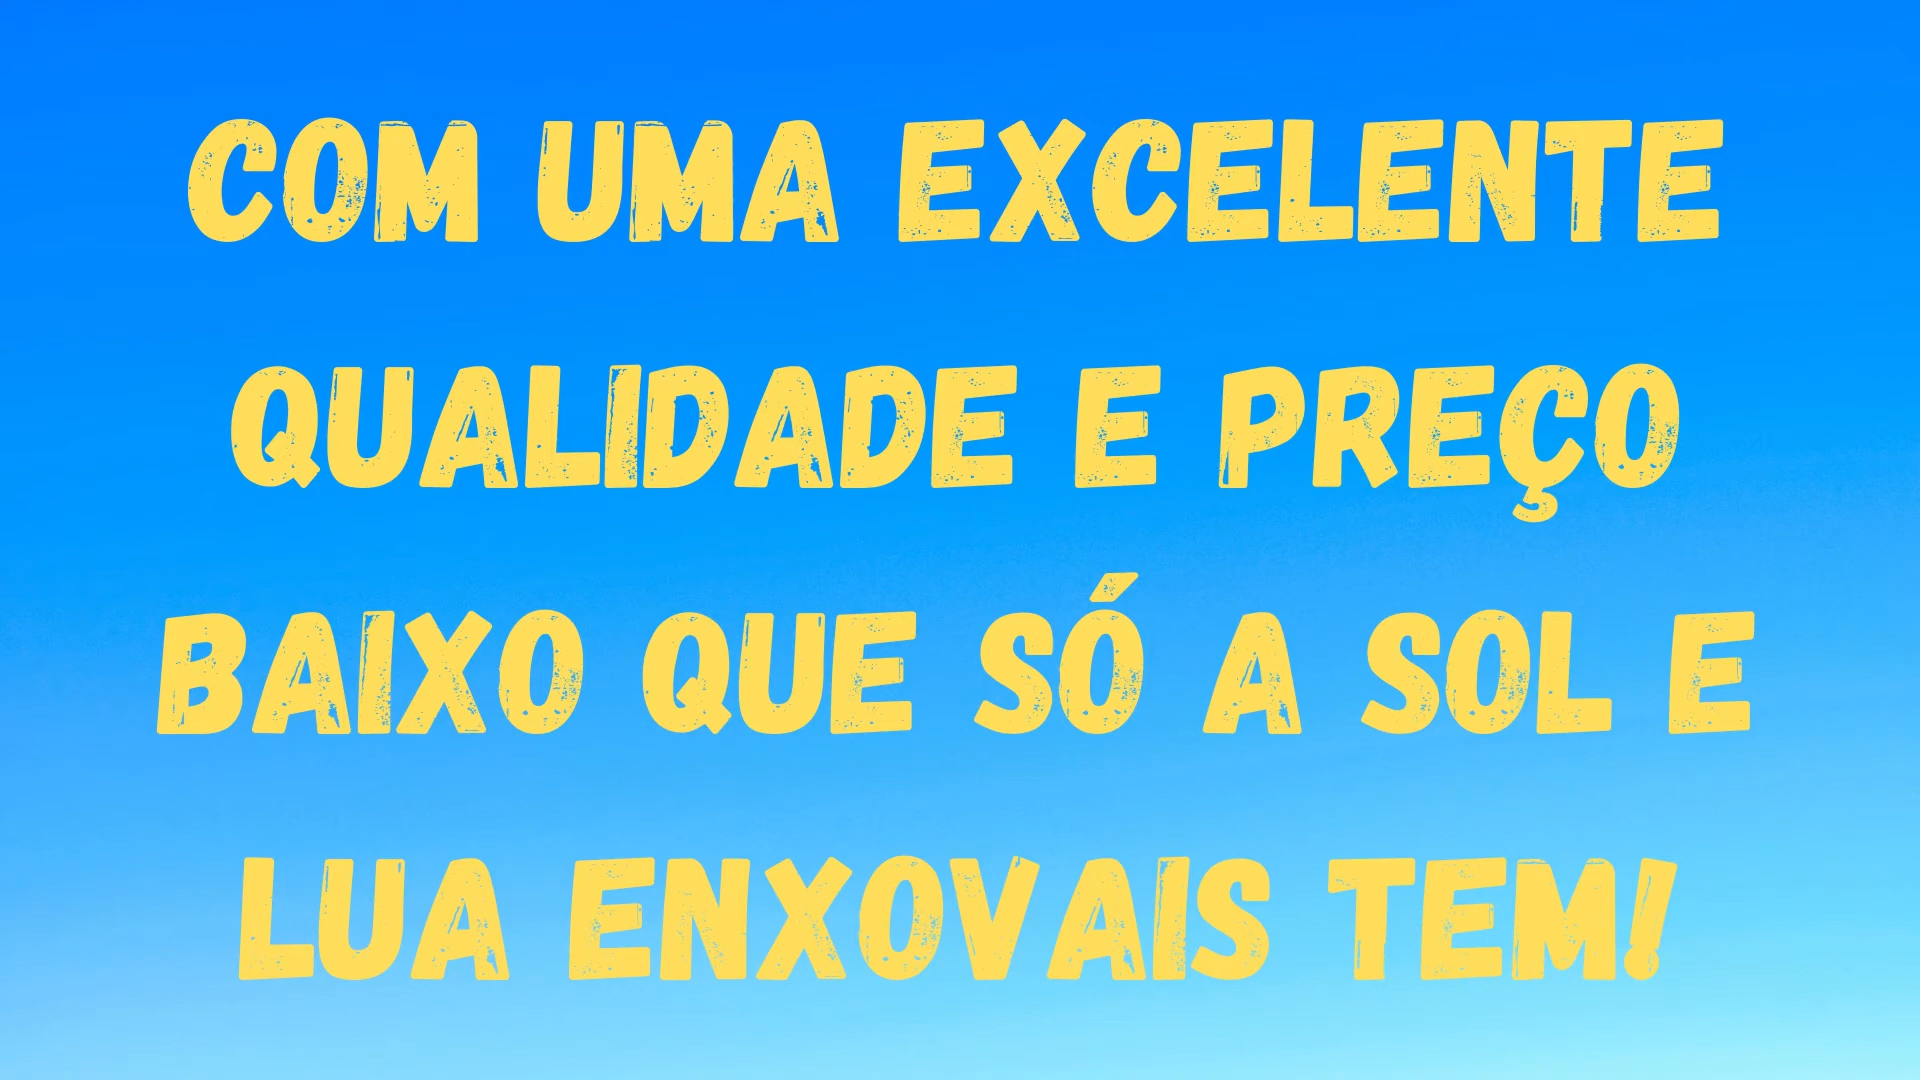 COM UMA EXCELENTE
QUALIDADE E PREÇO
BAIXO QUE SÓ A SOL E
LUA ENXOVAIS TEM!